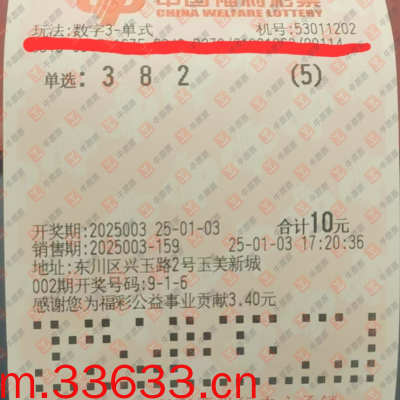 中国福利彩票
CHINA WELFARE LOTTERY
玩法:数字3-单式 机号:53011202
单选: 3 8 2 (5)
开奖期:2025003 25-01-03 合计10元
销售期:2025003-159 25-01-03 17:20:36
地址:东川区兴玉路2号玉美新城
002期开奖号码:9-1-6
感谢您为福彩公益事业贡献3.40元
m.33633.cn